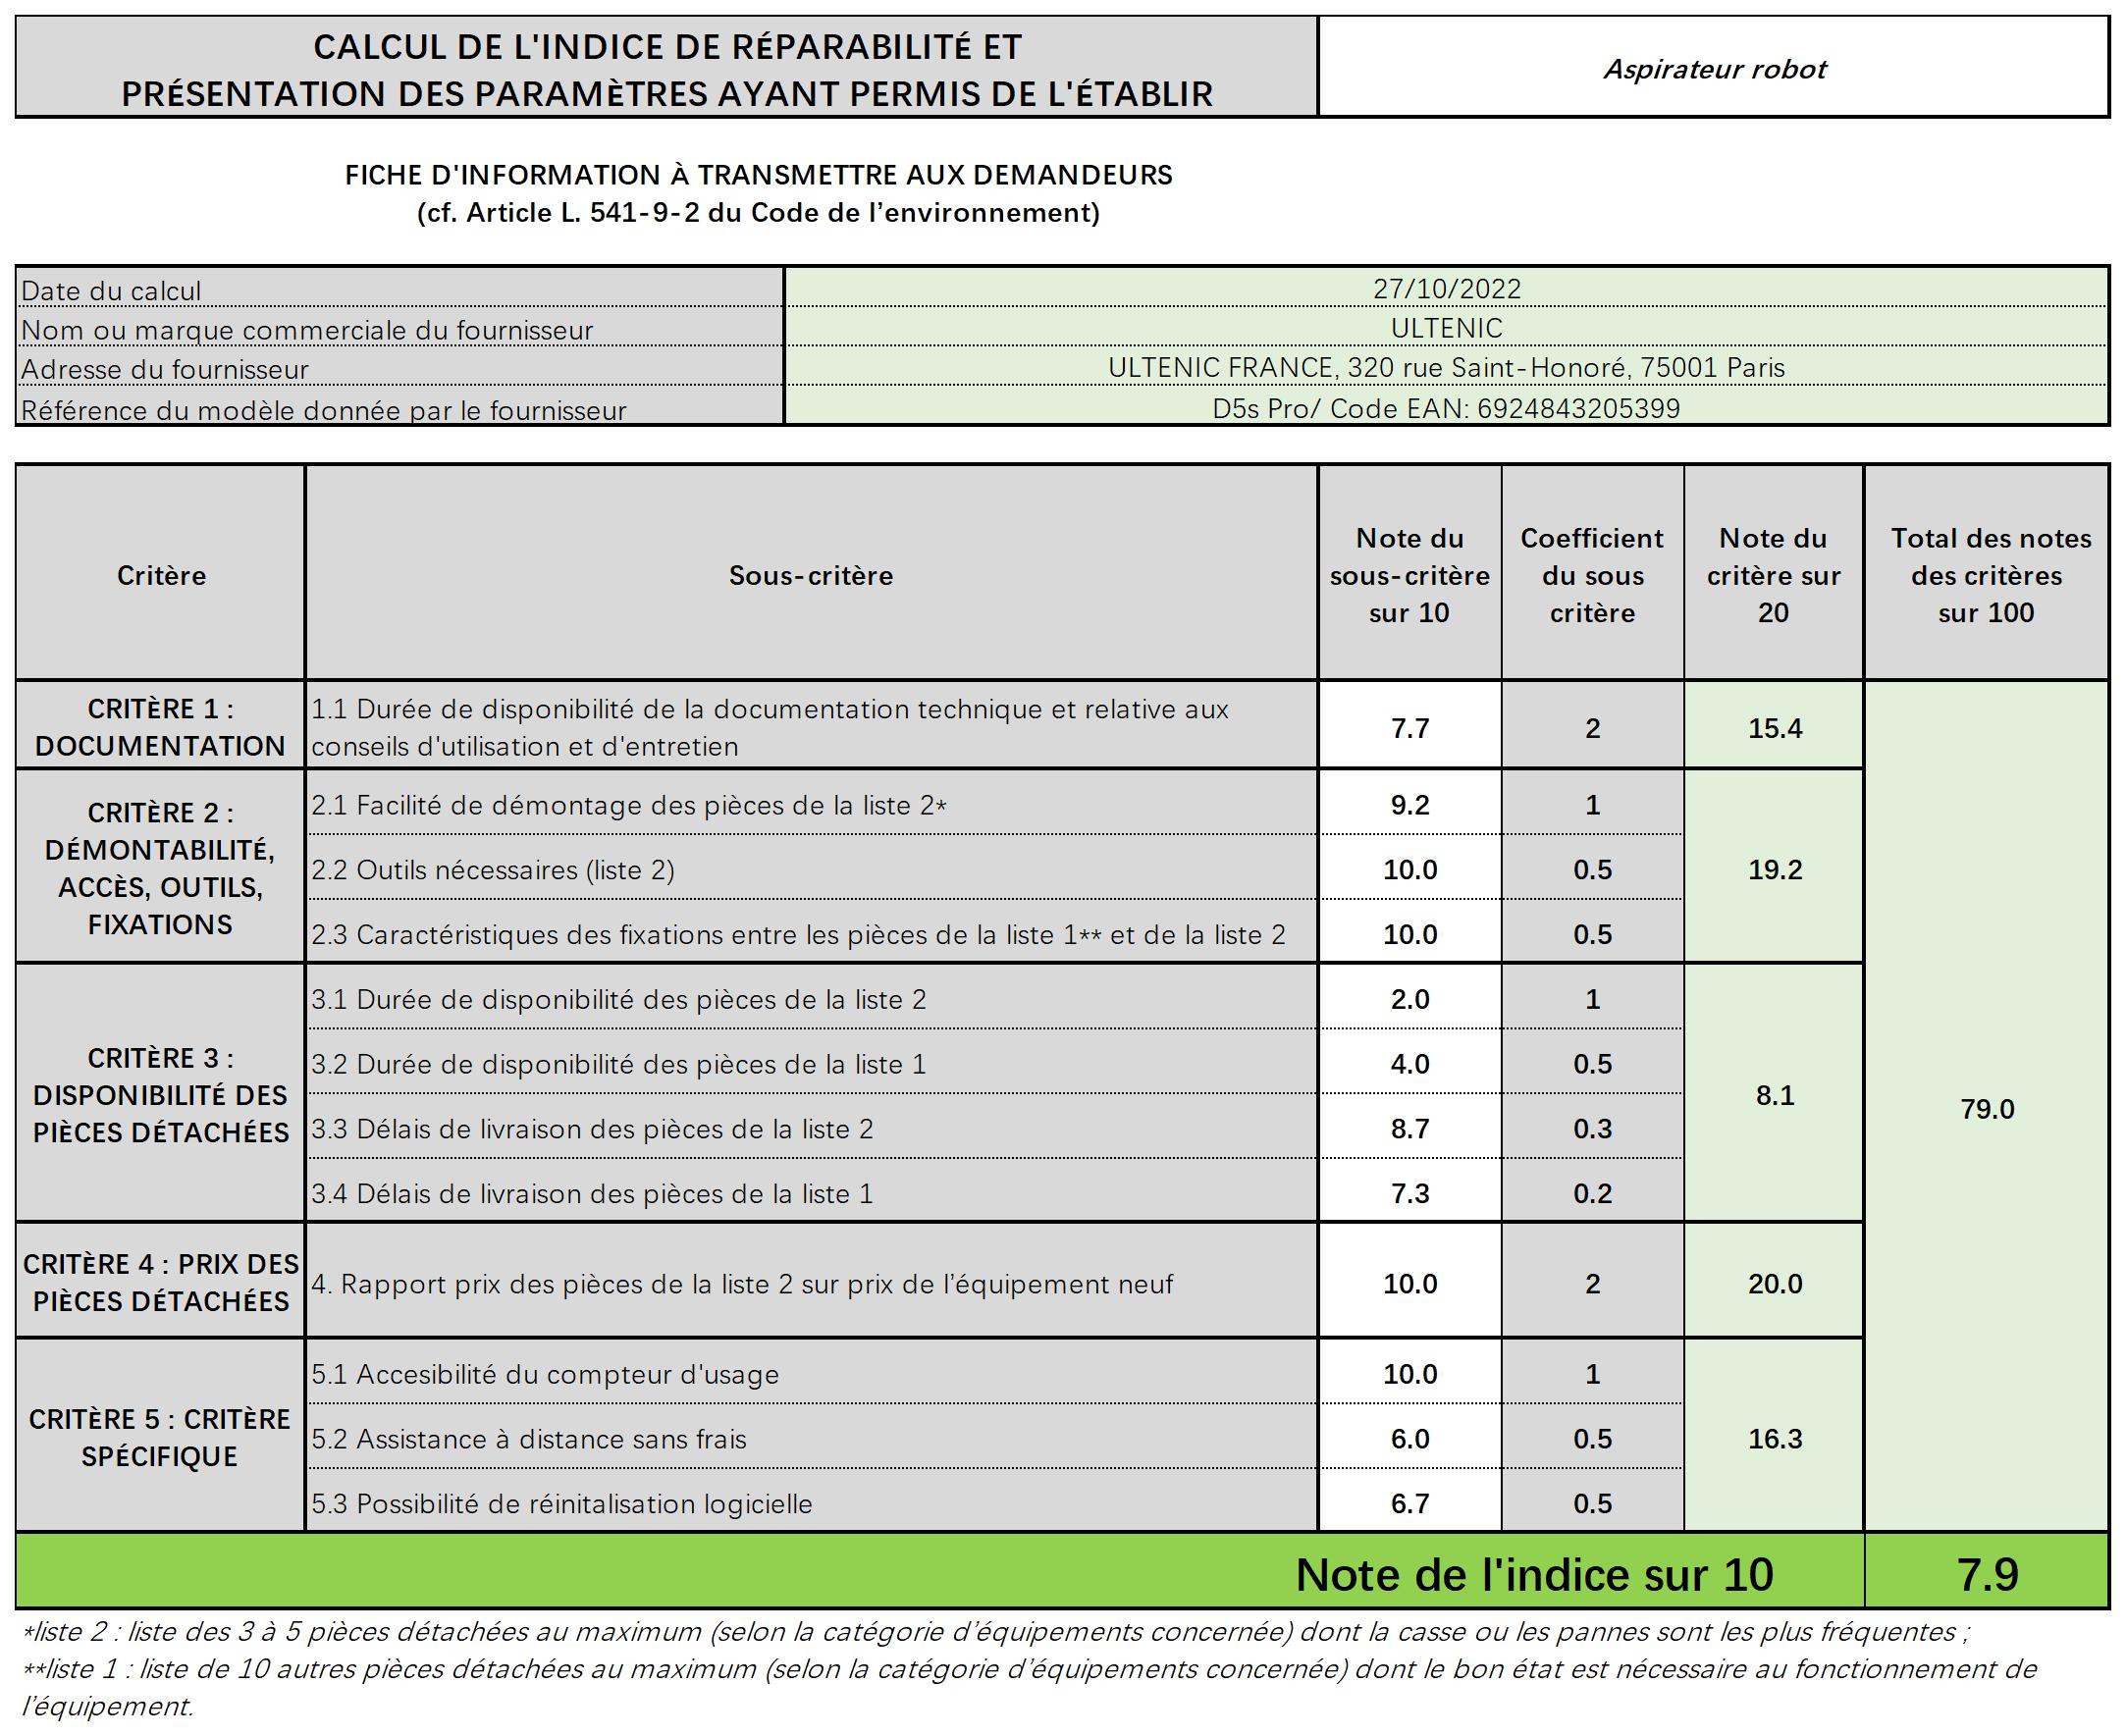 CALCUL DE L'INDICE DE RÉPARABILITÉ ET
PRÉSENTATION DES PARAMÈTRES AYANT PERMIS DE L'ÉTABLIR
Aspirateur robot
FICHE D'INFORMATION À TRANSMETTRE AUX DEMANDEURS
(cf. Article L. 541-9-2 du Code de l’environnement)
Date du calcul
27/10/2022
Nom ou marque commerciale du fournisseur
ULTENIC
Adresse du fournisseur
ULTENIC FRANCE, 320 rue Saint-Honoré, 75001 Paris
Référence du modèle donnée par le fournisseur
D5s Pro/ Code EAN: 6924843205399
Critère
Sous-critère
Note du
sous-critère
sur 10
Coefficient
du sous
critère
Note du
critère sur
20
Total des notes
des critères
sur 100
CRITÈRE 1 :
DOCUMENTATION
1.1 Durée de disponibilité de la documentation technique et relative aux
conseils d'utilisation et d'entretien
7.7
2
15.4
CRITÈRE 2 :
DÉMONTABILITÉ,
ACCÈS, OUTILS,
FIXATIONS
2.1 Facilité de démontage des pièces de la liste 2*
9.2
1
2.2 Outils nécessaires (liste 2)
10.0
0.5
19.2
2.3 Caractéristiques des fixations entre les pièces de la liste 1** et de la liste 2
10.0
0.5
CRITÈRE 3 :
DISPONIBILITÉ DES
PIÈCES DÉTACHÉES
3.1 Durée de disponibilité des pièces de la liste 2
2.0
1
3.2 Durée de disponibilité des pièces de la liste 1
4.0
0.5
8.1
79.0
3.3 Délais de livraison des pièces de la liste 2
8.7
0.3
3.4 Délais de livraison des pièces de la liste 1
7.3
0.2
CRITÈRE 4 : PRIX DES
PIÈCES DÉTACHÉES
4. Rapport prix des pièces de la liste 2 sur prix de l’équipement neuf
10.0
2
20.0
CRITÈRE 5 : CRITÈRE
SPÉCIFIQUE
5.1 Accesibilité du compteur d'usage
10.0
1
5.2 Assistance à distance sans frais
6.0
0.5
16.3
5.3 Possibilité de réinitalisation logicielle
6.7
0.5
Note de l'indice sur 10
7.9
*liste 2 : liste des 3 à 5 pièces détachées au maximum (selon la catégorie d’équipements concernée) dont la casse ou les pannes sont les plus fréquentes ;
**liste 1 : liste de 10 autres pièces détachées au maximum (selon la catégorie d’équipements concernée) dont le bon état est nécessaire au fonctionnement de
l’équipement.